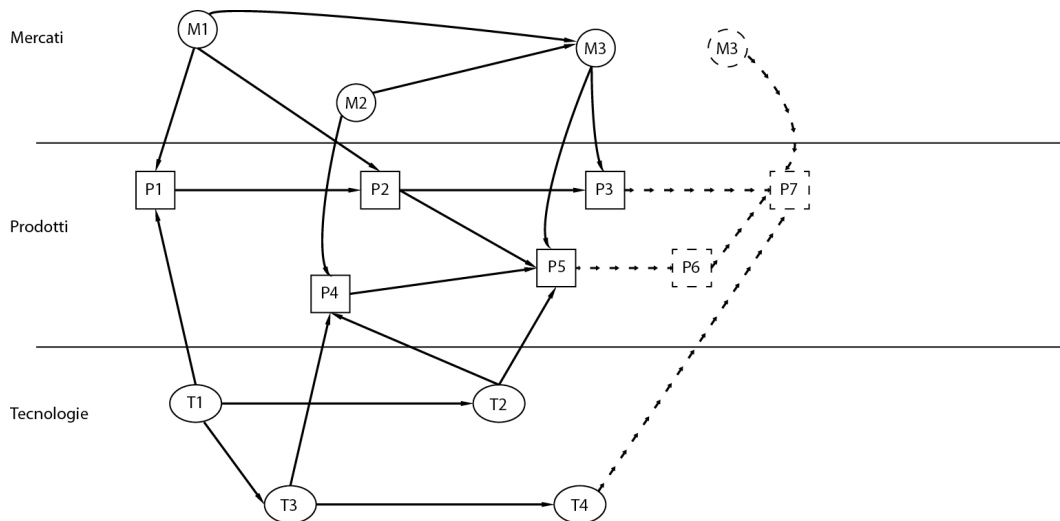 Mercati
M1
M2
M3
M3
Prodotti
P1
P2
P3
P7
P4
P5
P6
Tecnologie
T1
T2
T3
T4